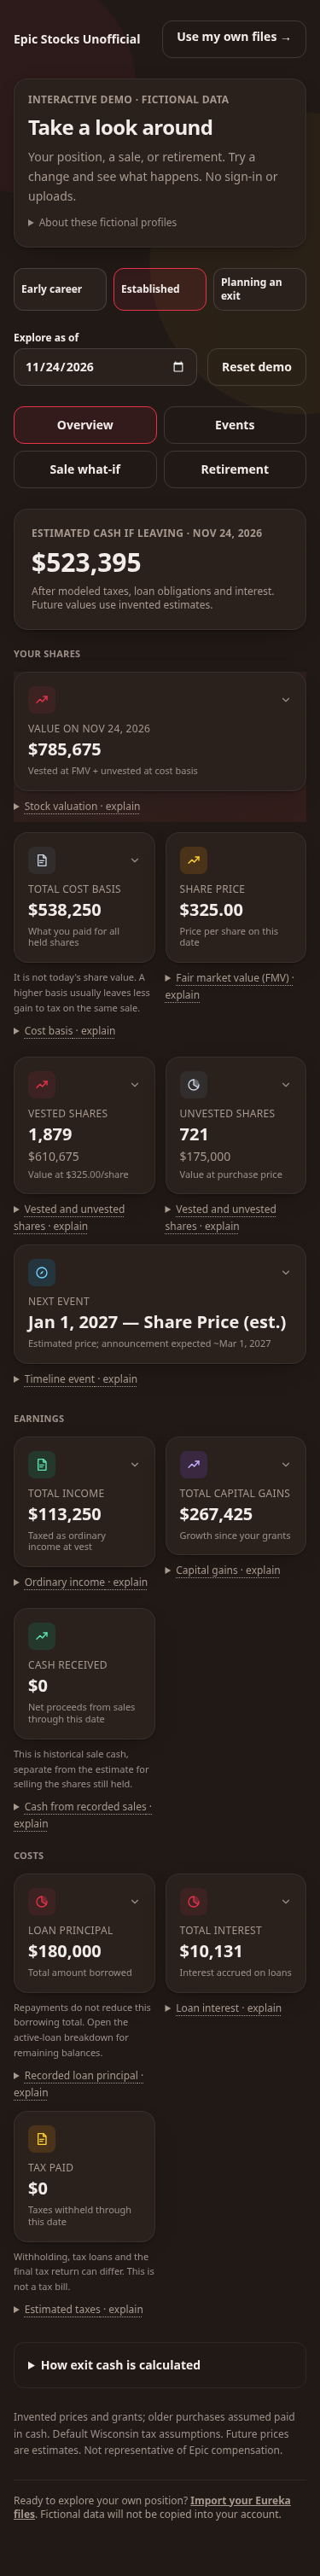 Epic Stocks Unofficial
Use my own files →
INTERACTIVE DEMO · FICTIONAL DATA
Take a look around
Your position, a sale, or retirement. Try a
change and see what happens. No sign-in or
uploads.
About these fictional profiles
Early career
Established
Planning an
exit
Explore as of
11/24/2026
Reset demo
Overview
Events
Sale what-if
Retirement
ESTIMATED CASH IF LEAVING · NOV 24, 2026
$523,395
After modeled taxes, loan obligations and interest.
Future values use invented estimates.
YOUR SHARES
VALUE ON NOV 24, 2026
$785,675
Vested at FMV + unvested at cost basis
Stock valuation · explain
TOTAL COST BASIS
$538,250
What you paid for all
held shares
It is not today's share value. A
higher basis usually leaves less
gain to tax on the same sale.
Cost basis · explain
SHARE PRICE
$325.00
Price per share on this
date
Fair market value (FMV) ·
explain
VESTED SHARES
1,879
$610,675
Value at $325.00/share
Vested and unvested
shares · explain
UNVESTED SHARES
721
$175,000
Value at purchase price
Vested and unvested
shares · explain
NEXT EVENT
Jan 1, 2027 — Share Price (est.)
Estimated price; announcement expected ~Mar 1, 2027
Timeline event · explain
EARNINGS
TOTAL INCOME
$113,250
Taxed as ordinary
income at vest
Ordinary income · explain
TOTAL CAPITAL GAINS
$267,425
Growth since your grants
Capital gains · explain
CASH RECEIVED
$0
Net proceeds from sales
through this date
This is historical sale cash,
separate from the estimate for
selling the shares still held.
Cash from recorded sales ·
explain
COSTS
LOAN PRINCIPAL
$180,000
Total amount borrowed
Repayments do not reduce this
borrowing total. Open the
active-loan breakdown for
remaining balances.
Recorded loan principal ·
explain
TOTAL INTEREST
$10,131
Interest accrued on loans
Loan interest · explain
TAX PAID
$0
Taxes withheld through
this date
Withholding, tax loans and the
final tax return can differ. This is
not a tax bill.
Estimated taxes · explain
How exit cash is calculated
Invented prices and grants; older purchases assumed paid
in cash. Default Wisconsin tax assumptions. Future prices
are estimates. Not representative of Epic compensation.
Ready to explore your own position? Import your Eureka
files. Fictional data will not be copied into your account.